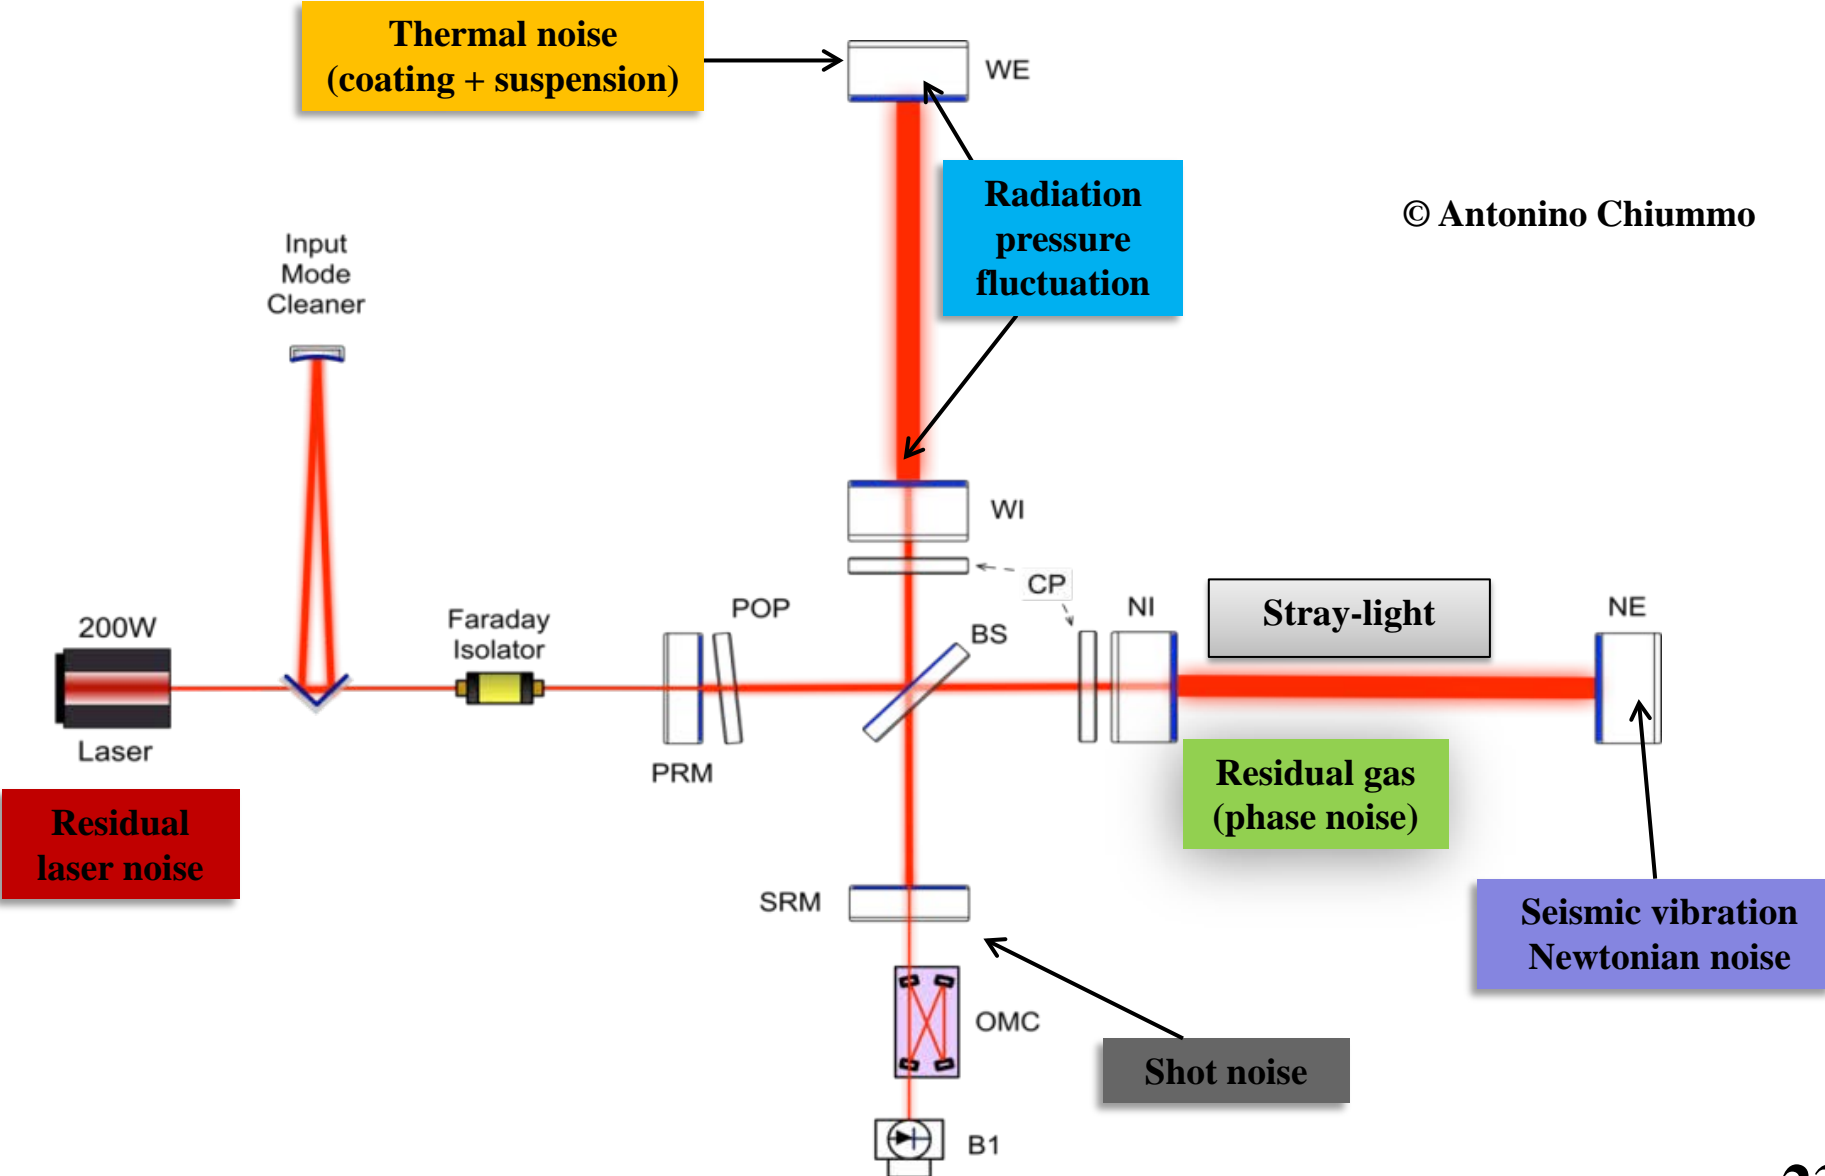 Thermal noise
(coating + suspension)
WE
Radiation
pressure
fluctuation
© Antonino Chiummo
Input
Mode
Cleaner
WI
CP
200W
Laser
Faraday
Isolator
POP
PRM
BS
NI
Stray-light
NE
Residual
laser noise
Residual gas
(phase noise)
SRM
Seismic vibration
Newtonian noise
OMC
Shot noise
B1